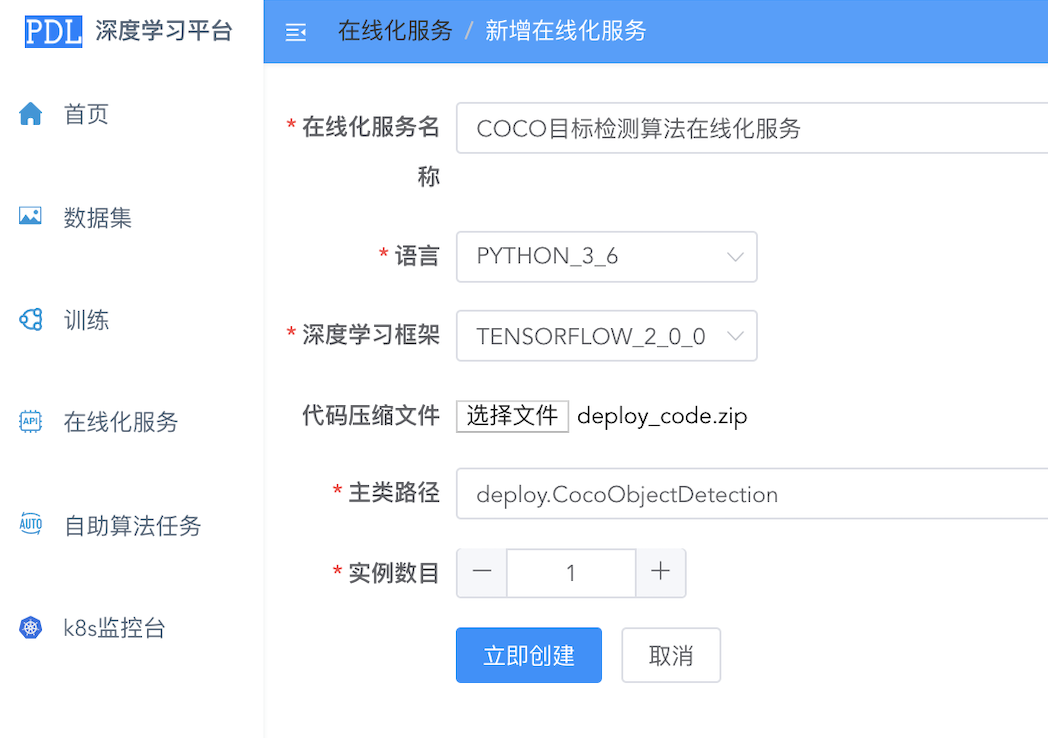 PDL 深度学习平台
在线化服务 / 新增在线化服务
首页
数据集
训练
API 在线化服务
AUTO 自助算法任务
k8s监控台
* 在线化服务名
称
COCO目标检测算法在线化服务
* 语言
PYTHON_3_6
* 深度学习框架
TENSORFLOW_2_0_0
代码压缩文件
选择文件 deploy_code.zip
* 主类路径
deploy.CocoObjectDetection
* 实例数目
1
立即创建
取消